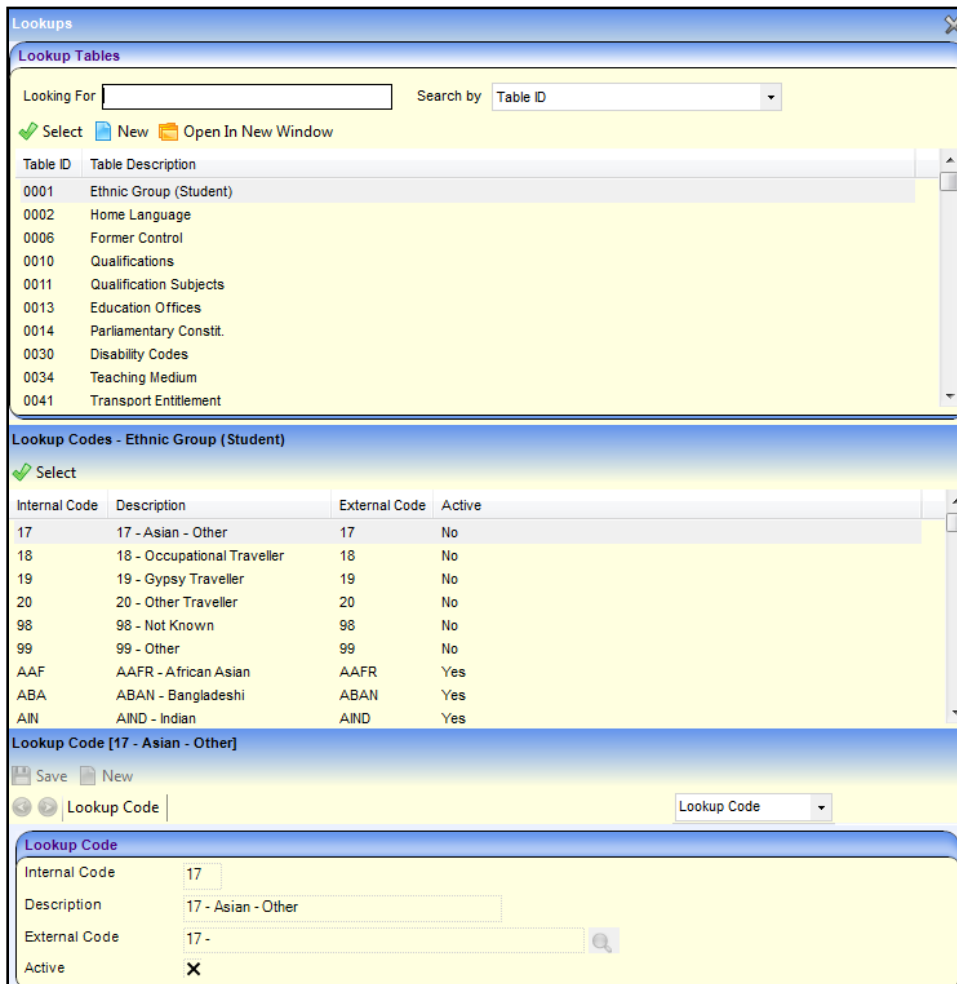 Lookups
Lookup Tables
Looking For Search by Table ID
Select New Open In New Window
Table ID Table Description
0001 Ethnic Group (Student)
0002 Home Language
0006 Former Control
0010 Qualifications
0011 Qualification Subjects
0013 Education Offices
0014 Parliamentary Constit.
0030 Disability Codes
0034 Teaching Medium
0041 Transport Entitlement
Lookup Codes - Ethnic Group (Student)
Select
Internal Code Description External Code Active
17 17 - Asian - Other 17 No
18 18 - Occupational Traveller 18 No
19 19 - Gypsy Traveller 19 No
20 20 - Other Traveller 20 No
98 98 - Not Known 98 No
99 99 - Other 99 No
AAF AAFR - African Asian AAFR Yes
ABA ABAN - Bangladeshi ABAN Yes
AIN AIND - Indian AIND Yes
Lookup Code [17 - Asian - Other]
Save New
Lookup Code Lookup Code
Lookup Code
Internal Code 17
Description 17 - Asian - Other
External Code 17 -
Active